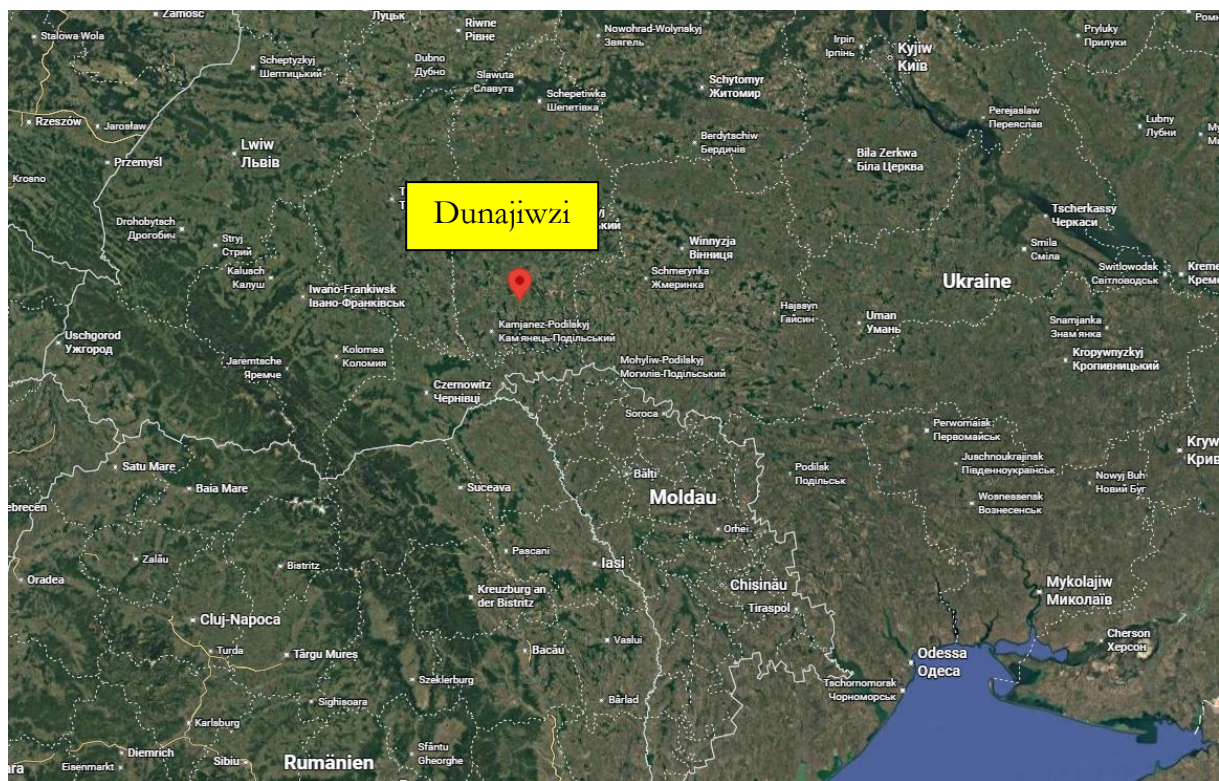 Zamość
Луцьк
Riwne
Рівне
Nowohrad-Wolynskyj
Звягель
Irpin
Ірпінь
Kyjiw
Київ
Pryluky
Прилуки
Stalowa Wola
Scheptyzkyj
Шептицький
Dubno
Дубно
Slawuta
Славута
Schepetiwka
Шепетівка
Schytomyr
Житомир
Perejaslaw
Переяслав
Lubny
Лубни
Rzeszów
Jarosław
Przemyśl
Lwiw
Львів
Berdytschiw
Бердичів
Bila Zerkwa
Біла Церква
Krosno
Dunajiwzi
Tscherkassy
Черкаси
Drohobytsch
Дрогобич
Stryj
Стрий
Winnyzja
Вінниця
Smila
Сміла
Kalusch
Калуш
Schmerynka
Жмеринка
Ukraine
Switlowodsk
Світловодськ
Iwano-Frankiwsk
Івано-Франківськ
Hajssyn
Гайсин
Uman
Умань
Snamjanka
Знам'янка
Uschgorod
Ужгород
Kamjanez-Podilskyj
Кам'янець-Подільський
Kolomea
Коломия
Jaremtsche
Яремче
Mohyliw-Podilskyj
Могилів-Подільський
Kropywnyzkyj
Кропивницький
Czernowitz
Чернівці
Soroca
Perwomaisk
Первомайськ
Satu Mare
Baia Mare
Suceava
Bălți
Podilsk
Подільськ
Juschnoukrajinsk
Південноукраїнськ
Nowyj Buh
Новий Буг
Moldau
Wosnessensk
Вознесенськ
Orhei
Zalău
Bistritz
Pașcani
Iași
Oradea
Kreuzburg an
der Bistritz
Chișinău
Mykolajiw
Миколаїв
Tiraspol
Cluj-Napoca
Turda
Târgu Mureș
Bacău
Vaslui
Cherson
Херсон
Odessa
Одеса
Szeklerburg
Tschornomorsk
Чорноморськ
Sighișoara
Bârlad
Karlsburg
Diemrich
Eisenmarkt
Sibiu
Rumänien
Sfântu
Gheorghe